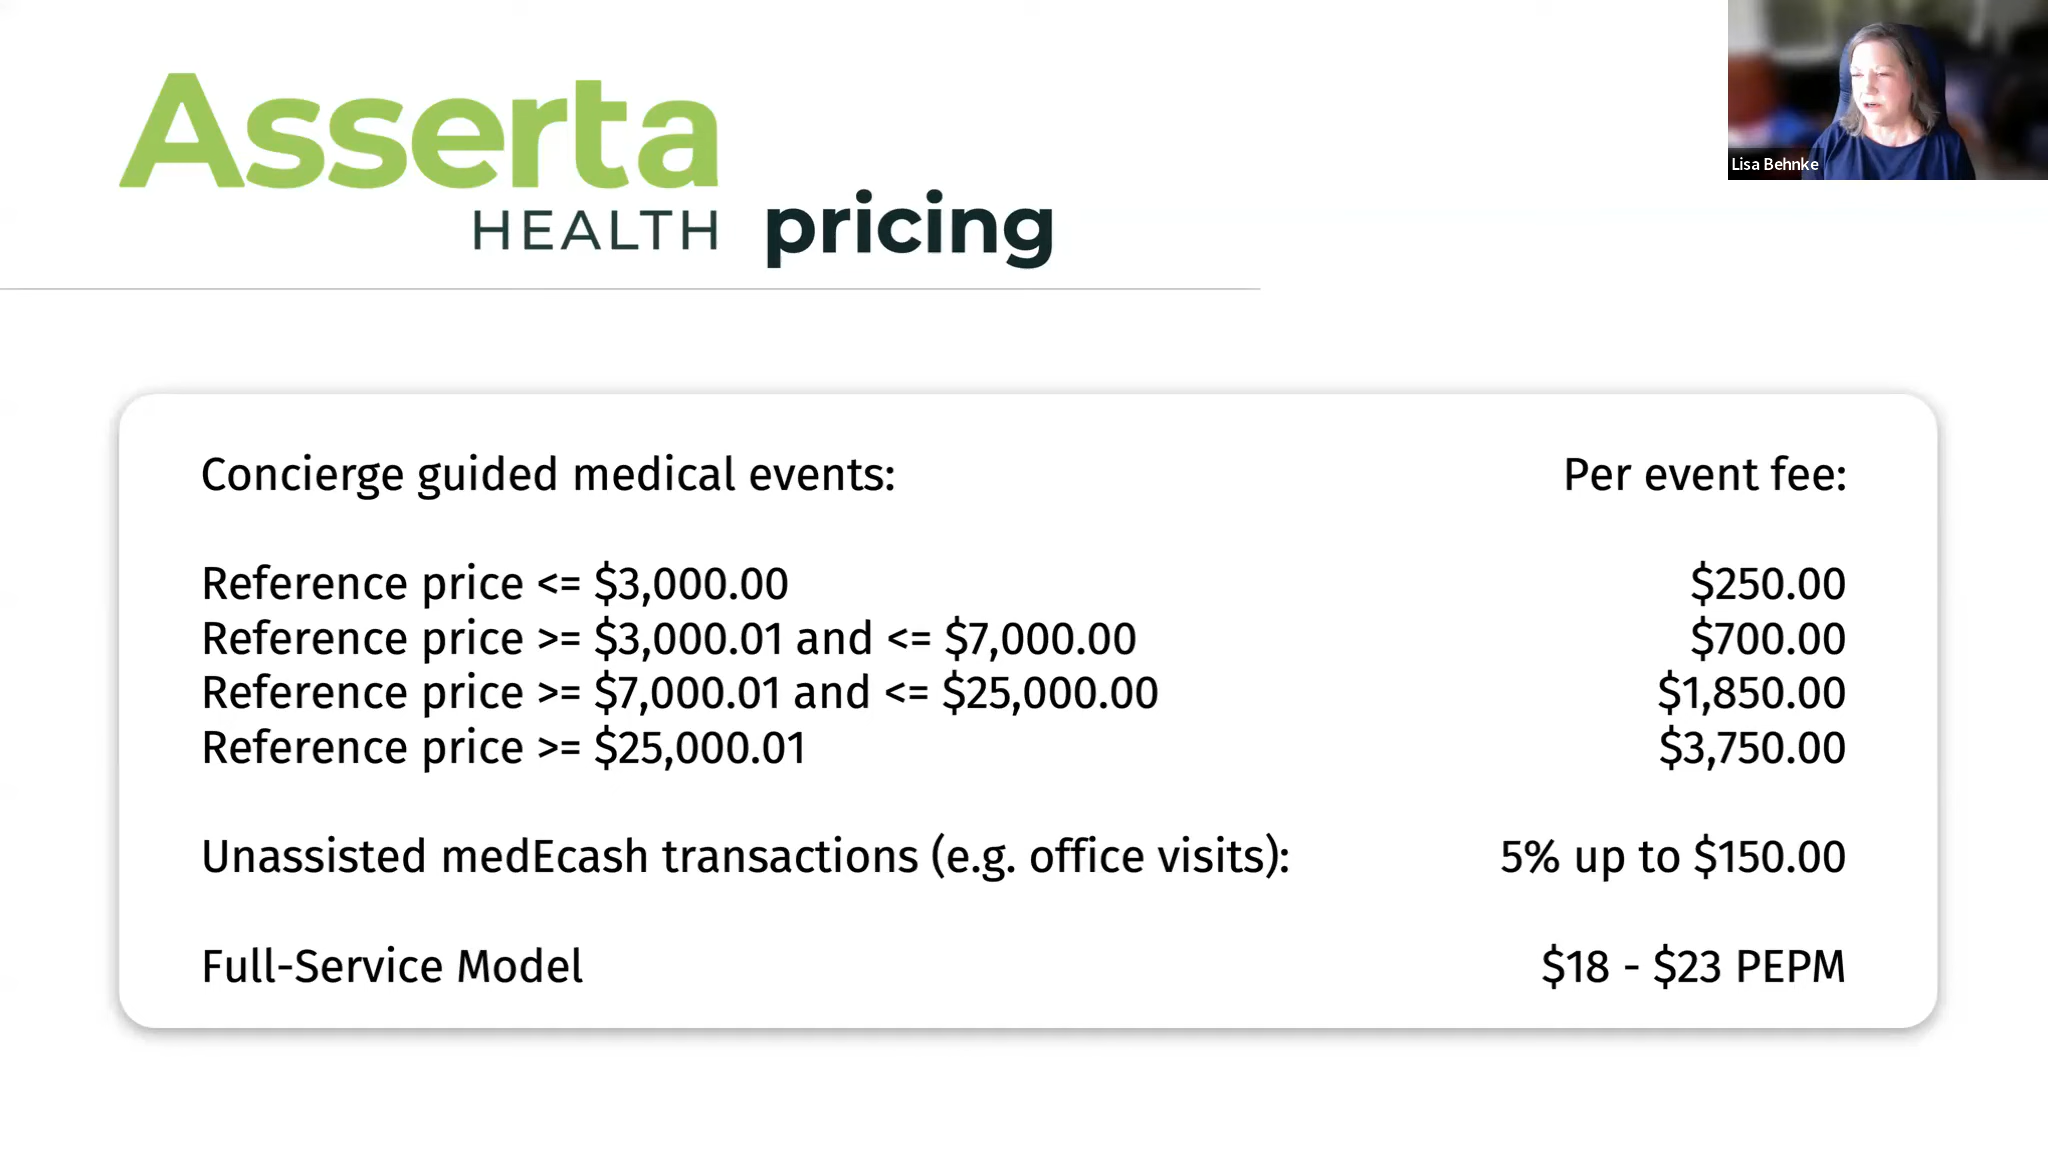 Asserta
HEALTH pricing
Lisa Behnke
Concierge guided medical events: Per event fee:
Reference price <= $3,000.00 $250.00
Reference price >= $3,000.01 and <= $7,000.00 $700.00
Reference price >= $7,000.01 and <= $25,000.00 $1,850.00
Reference price >= $25,000.01 $3,750.00
Unassisted medEcash transactions (e.g. office visits): 5% up to $150.00
Full-Service Model $18 - $23 PEPM